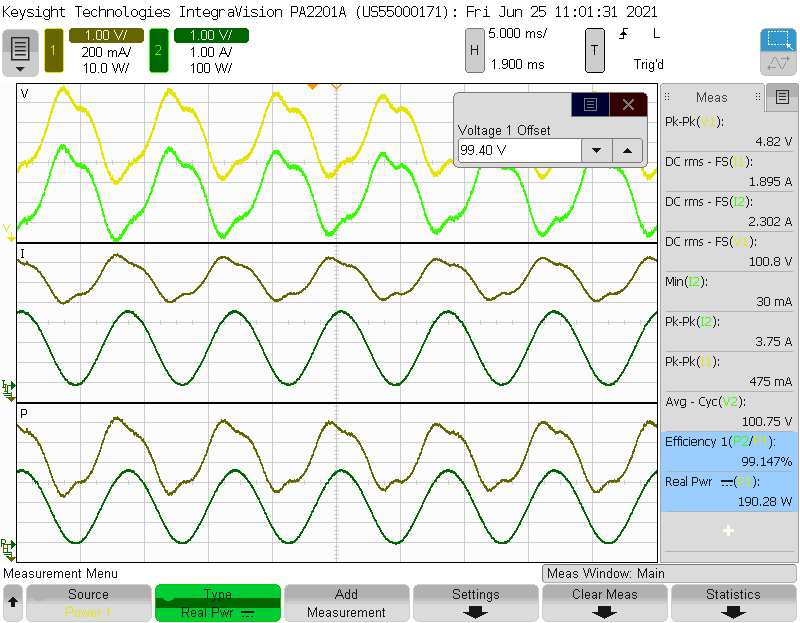 Keysight Technologies IntegraVision PA2201A (US55000171): Fri Jun 25 11:01:31 2021
1
1.00 V/
200 mA/
10.0 W/
2
1.00 V/
1.00 A/
100 W/
H
5.000 ms/
1.900 ms
T
L
Trig'd
V
Voltage 1 Offset
99.40 V
I
P
Meas
Pk-Pk(V1):
4.82 V
DC rms - FS(I1):
1.895 A
DC rms - FS(I2):
2.302 A
DC rms - FS(V1):
100.8 V
Min(I2):
30 mA
Pk-Pk(I2):
3.75 A
Pk-Pk(I1):
475 mA
Avg - Cyc(V2):
100.75 V
Efficiency 1(P2/P ):
99.147%
Real Pwr
190.28 W
Measurement Menu
Meas Window: Main
Source
Power 1
Type
Real Pwr
Add
Measurement
Settings
Clear Meas
Statistics